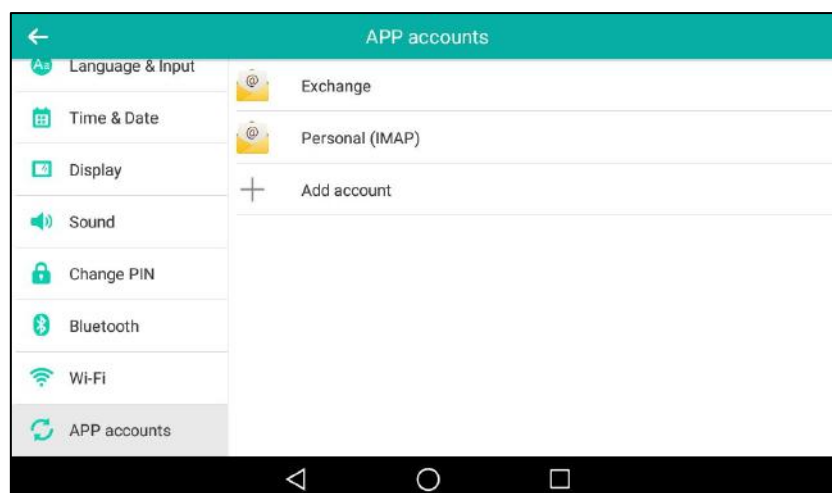 APP accounts
Aa Language & Input
Time & Date
Display
Sound
Change PIN
Bluetooth
Wi-Fi
APP accounts
@ Exchange
@ Personal (IMAP)
Add account